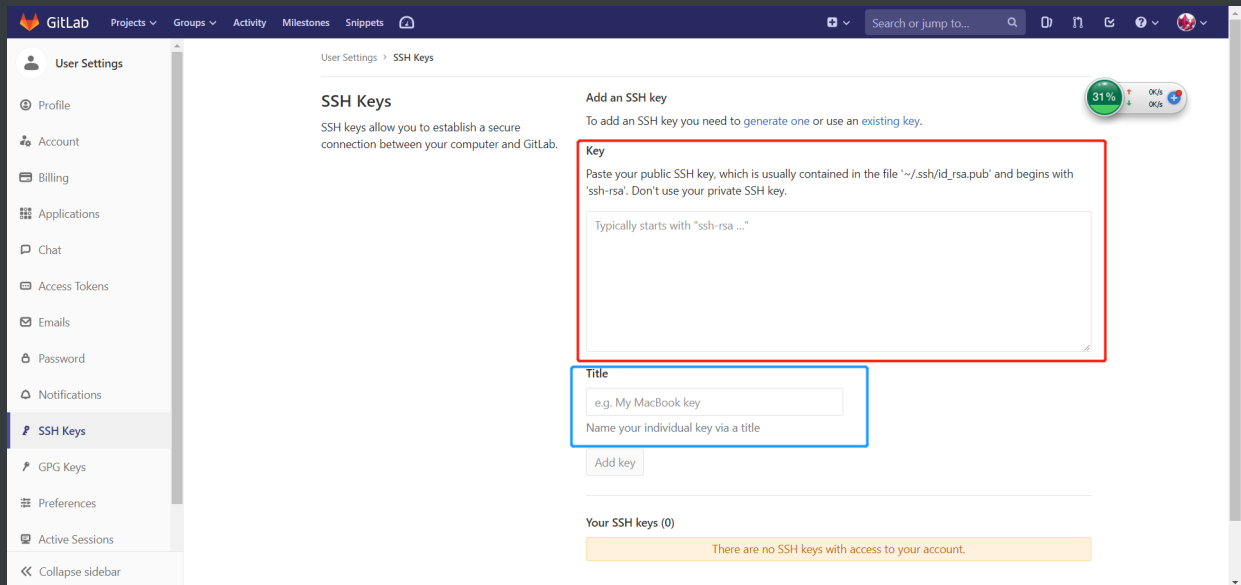 GitLab Projects Groups Activity Milestones Snippets Search or jump to...
User Settings
Profile
Account
Billing
Applications
Chat
Access Tokens
Emails
Password
Notifications
SSH Keys
GPG Keys
Preferences
Active Sessions
Collapse sidebar
User Settings › SSH Keys
SSH Keys
SSH keys allow you to establish a secure
connection between your computer and GitLab.
Add an SSH key
To add an SSH key you need to generate one or use an existing key.
Key
Paste your public SSH key, which is usually contained in the file '~/.ssh/id_rsa.pub' and begins with
'ssh-rsa'. Don't use your private SSH key.
Typically starts with "ssh-rsa ..."
Title
e.g. My MacBook key
Name your individual key via a title
Add key
Your SSH keys (0)
There are no SSH keys with access to your account.
31%
0K/s
0K/s